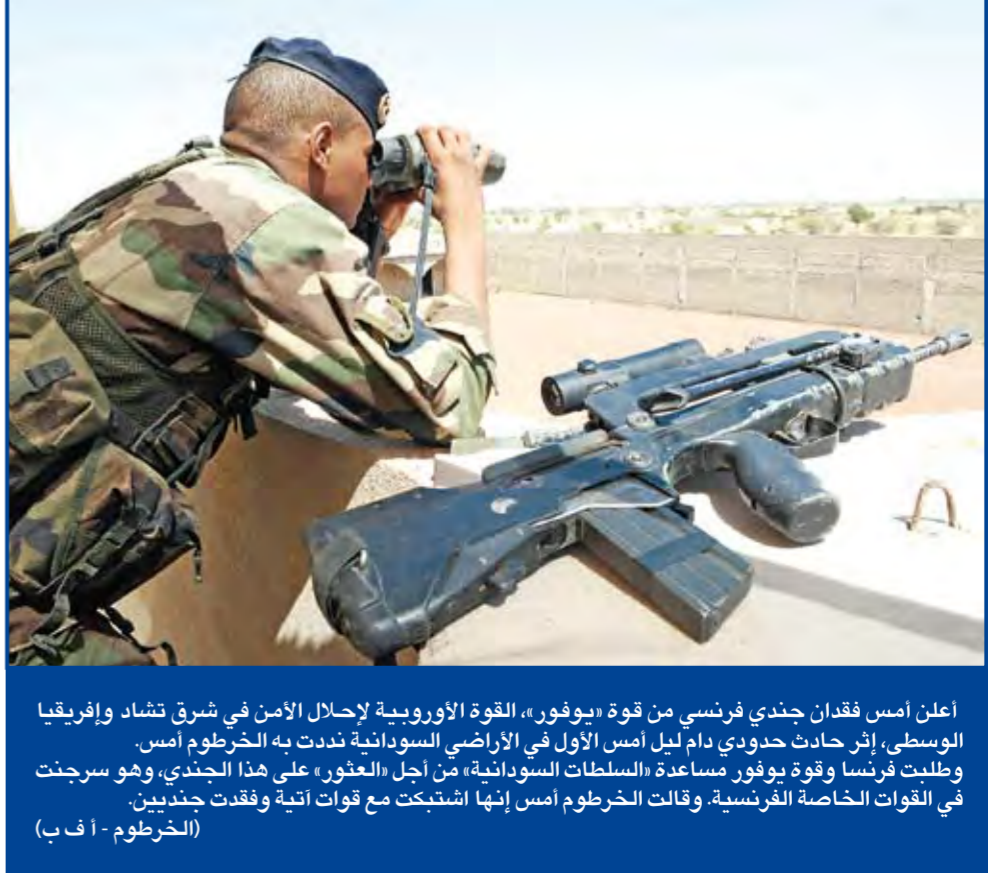 أعلن أمس فقدان جندي فرنسي من قوة «يوفور»، القوة الأوروبية لإحلال الأمن في شرق تشاد وإفريقيا
الوسطى، إثر حادث حدودي دام ليل أمس الأول في الأراضي السودانية نددت به الخرطوم أمس.
وطلبت فرنسا وقوة يوفور مساعدة «السلطات السودانية» من أجل «العثور» على هذا الجندي، وهو سرجنت
في القوات الخاصة الفرنسية. وقالت الخرطوم أمس إنها اشتبكت مع قوات آتية وفقدت جنديين.
(الخرطوم - أ ف ب)